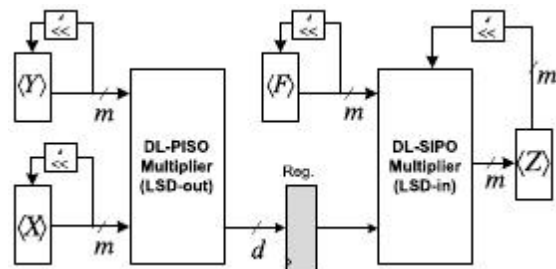 d
<<
d
<<
d
<<
⟨Y⟩
m
DL-PISO
Multiplier
(LSD-out)
⟨F⟩
m
DL-SIPO
Multiplier
(LSD-in)
m
⟨Z⟩
m
d
<<
⟨X⟩
m
d
Reg.